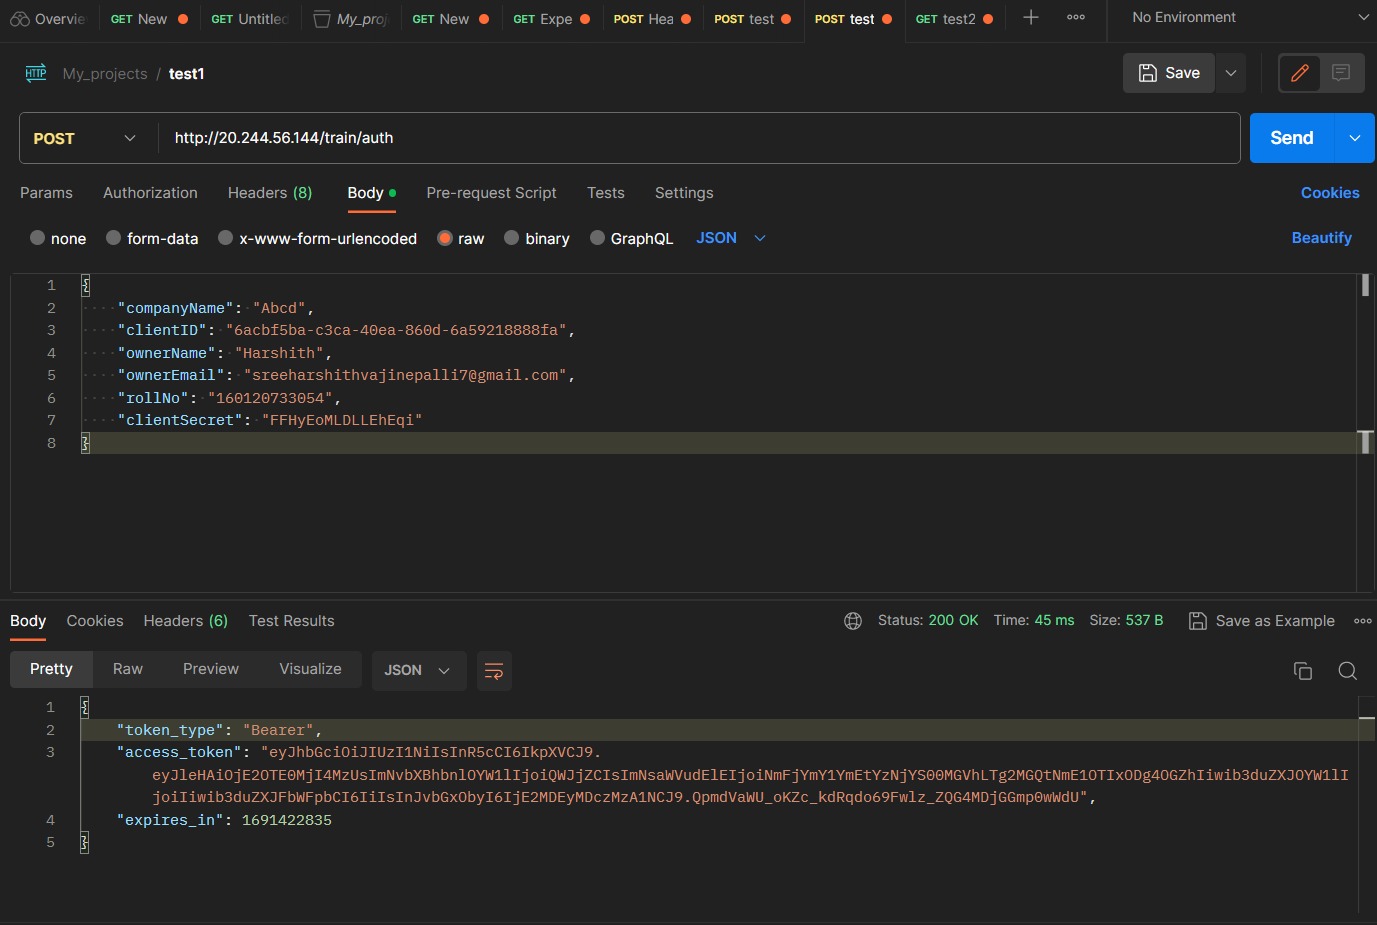 Overvie GET New GET Untitled My_proj GET New GET Expe POST Hea POST test POST test GET test2 No Environment
HTTP My_projects / test1 Save
POST http://20.244.56.144/train/auth Send
Params Authorization Headers (8) Body Pre-request Script Tests Settings Cookies
none form-data x-www-form-urlencoded raw binary GraphQL JSON Beautify
1 {
2 "companyName": "Abcd",
3 "clientID": "6acbf5ba-c3ca-40ea-860d-6a59218888fa",
4 "ownerName": "Harshith",
5 "ownerEmail": "sreeharshithvajinepalli7@gmail.com",
6 "rollNo": "160120733054",
7 "clientSecret": "FFHyEoMLDLLEhEqi"
8 }
Body Cookies Headers (6) Test Results Status: 200 OK Time: 45 ms Size: 537 B Save as Example
Pretty Raw Preview Visualize JSON
1 {
2 "token_type": "Bearer",
3 "access_token": "eyJhbGciOiJIUzI1NiIsInR5cCI6IkpXVCJ9.
eyJleHAiOjE2OTE0MjI4MzUsImNvbXBhbnlOYW1lIjoiQWJjZCIsImNsaWVudElEIjoiNmFjYmY1YmEtYzNjYS00MGVhLTg2MGQtNmE1OTIxODg4OGZhIiwib3duZXJOYW1lI
joiIiwib3duZXJFbWFpbCI6IiIsInJvbGxObyI6IjE2MDEyMDczMzA1NCJ9.QpmdVaWU_oKZc_kdRqdo69Fwlz_ZQG4MDjGGmp0wWdU",
4 "expires_in": 1691422835
5 }